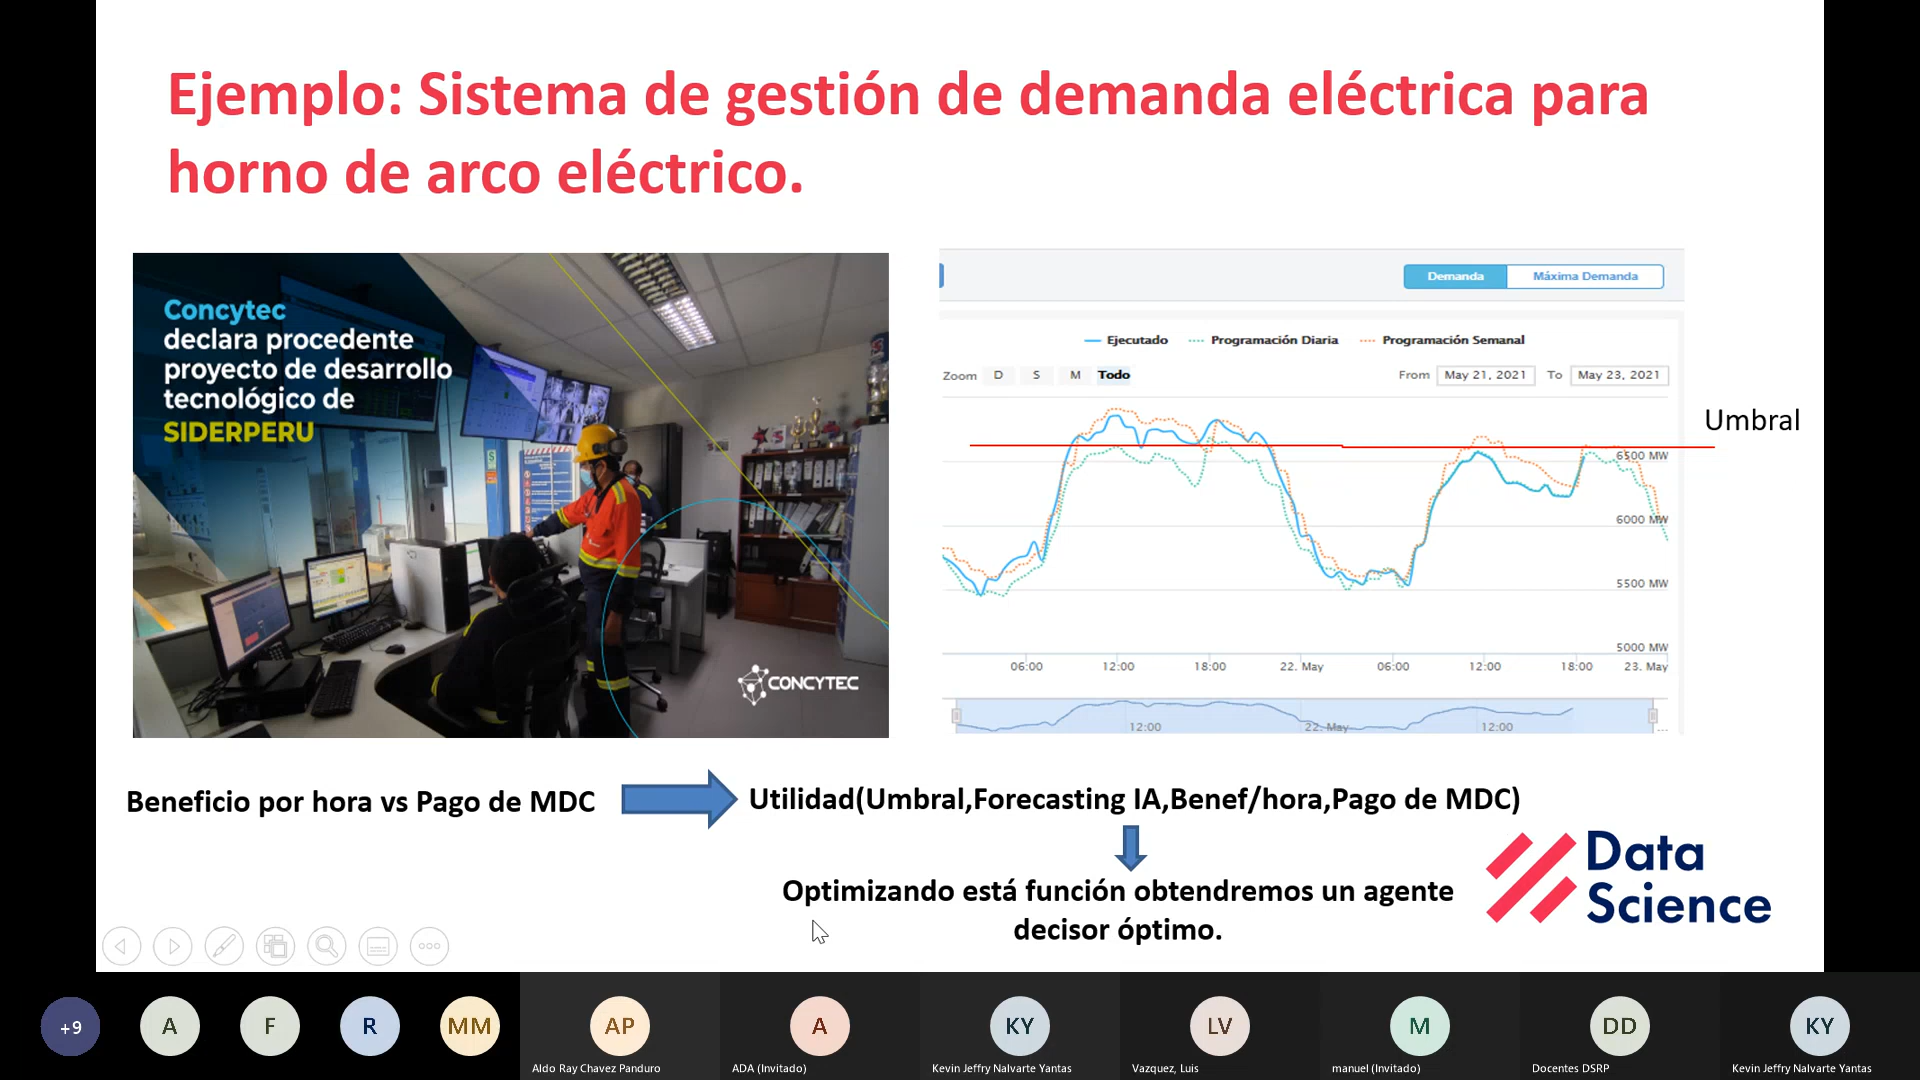 Ejemplo: Sistema de gestión de demanda eléctrica para
horno de arco eléctrico.
Concytec
declara procedente
proyecto de desarrollo
tecnológico de
SIDERPERU
CONCYTEC
Demanda
Máxima Demanda
Ejecutado
Programación Diaria
Programación Semanal
Zoom D S M Todo
From May 21, 2021 To May 23, 2021
Umbral
6500 MW
6000 MW
5500 MW
5000 MW
06:00 12:00 18:00 22. May 06:00 12:00 18:00 23. May
12:00 22. May 12:00
Beneficio por hora vs Pago de MDC
Utilidad(Umbral,Forecasting IA,Benef/hora,Pago de MDC)
Optimizando está función obtendremos un agente
decisor óptimo.
Data
Science
+9 A F R MM AP A KY LV M DD KY
Aldo Ray Chavez Panduro ADA (Invitado) Kevin Jeffry Nalvarte Yantas Vazquez, Luis manuel (Invitado) Docentes DSRP Kevin Jeffry Nalvarte Yantas